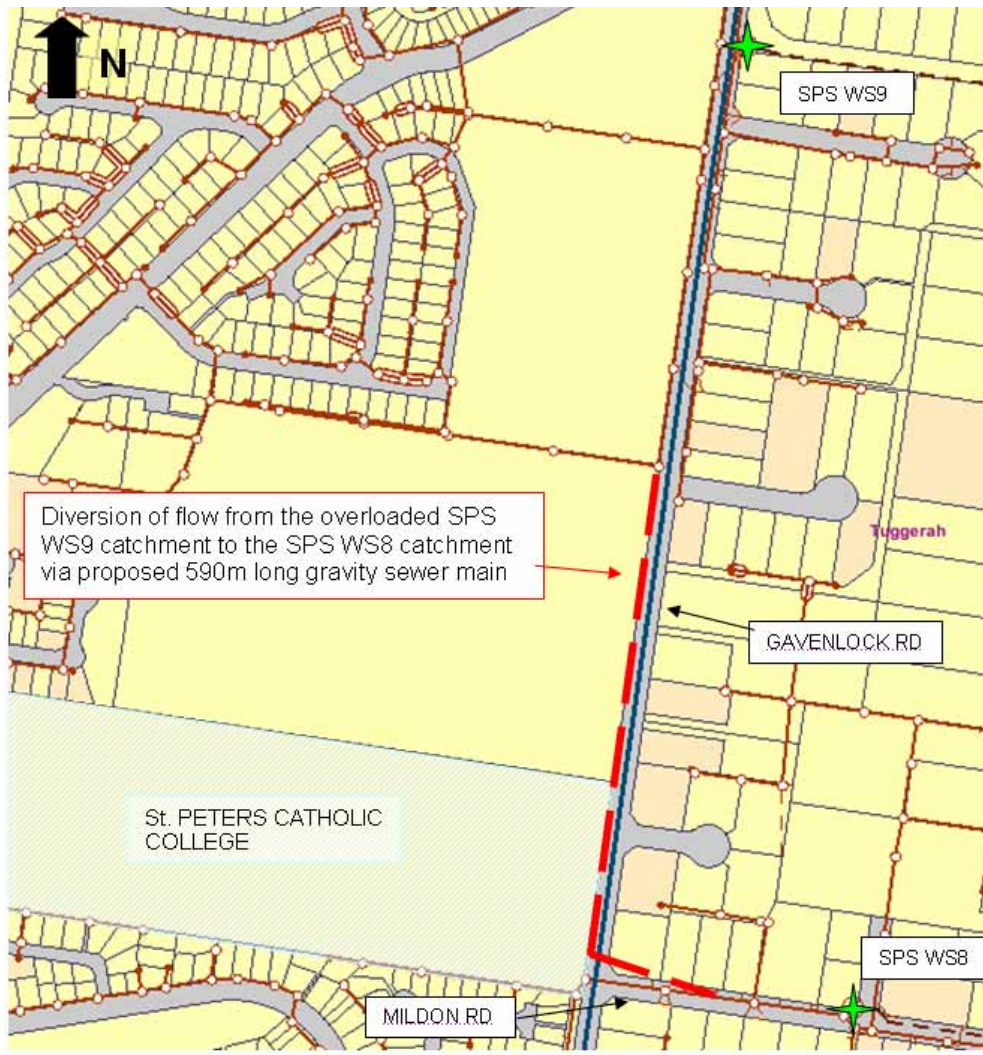 N
SPS WS9
Diversion of flow from the overloaded SPS
WS9 catchment to the SPS WS8 catchment
via proposed 590m long gravity sewer main
Tuggerah
GAVENLOCK RD
St. PETERS CATHOLIC
COLLEGE
SPS WS8
MILDON RD